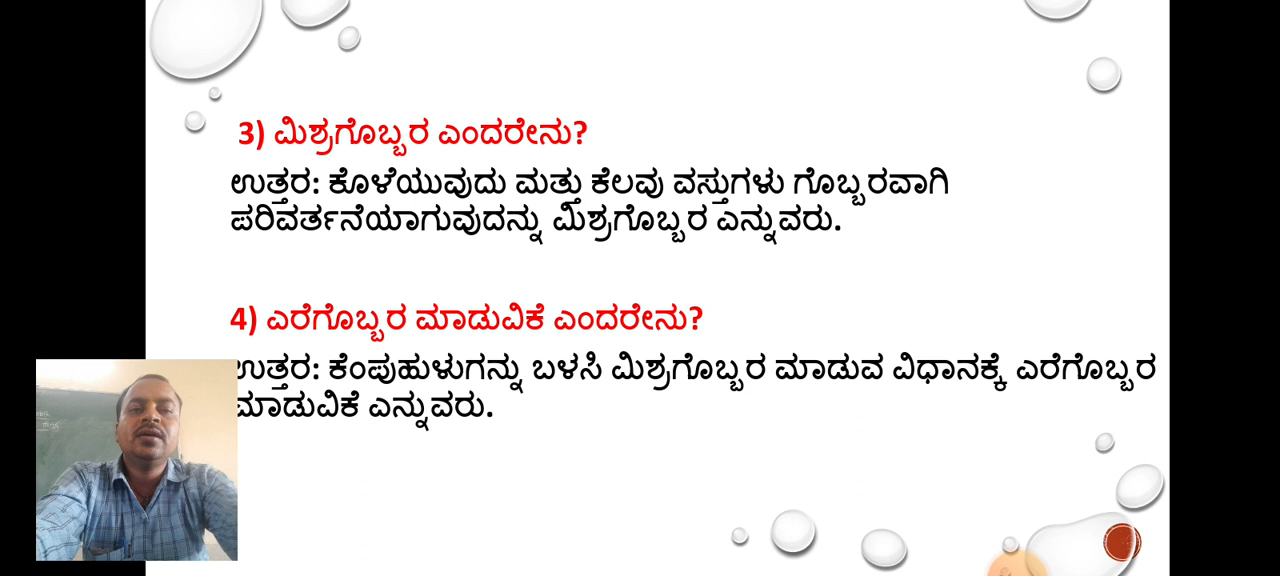 3) ಮಿಶ್ರಗೊಬ್ಬರ ಎಂದರೇನು?
ಉತ್ತರ: ಕೊಳೆಯುವುದು ಮತ್ತು ಕೆಲವು ವಸ್ತುಗಳು ಗೊಬ್ಬರವಾಗಿ
ಪರಿವರ್ತನೆಯಾಗುವುದನ್ನು ಮಿಶ್ರಗೊಬ್ಬರ ಎನ್ನುವರು.
4) ಎರೆಗೊಬ್ಬರ ಮಾಡುವಿಕೆ ಎಂದರೇನು?
ಉತ್ತರ: ಕೆಂಪುಹುಳುಗನ್ನು ಬಳಸಿ ಮಿಶ್ರಗೊಬ್ಬರ ಮಾಡುವ ವಿಧಾನಕ್ಕೆ ಎರೆಗೊಬ್ಬರ
ಮಾಡುವಿಕೆ ಎನ್ನುವರು.